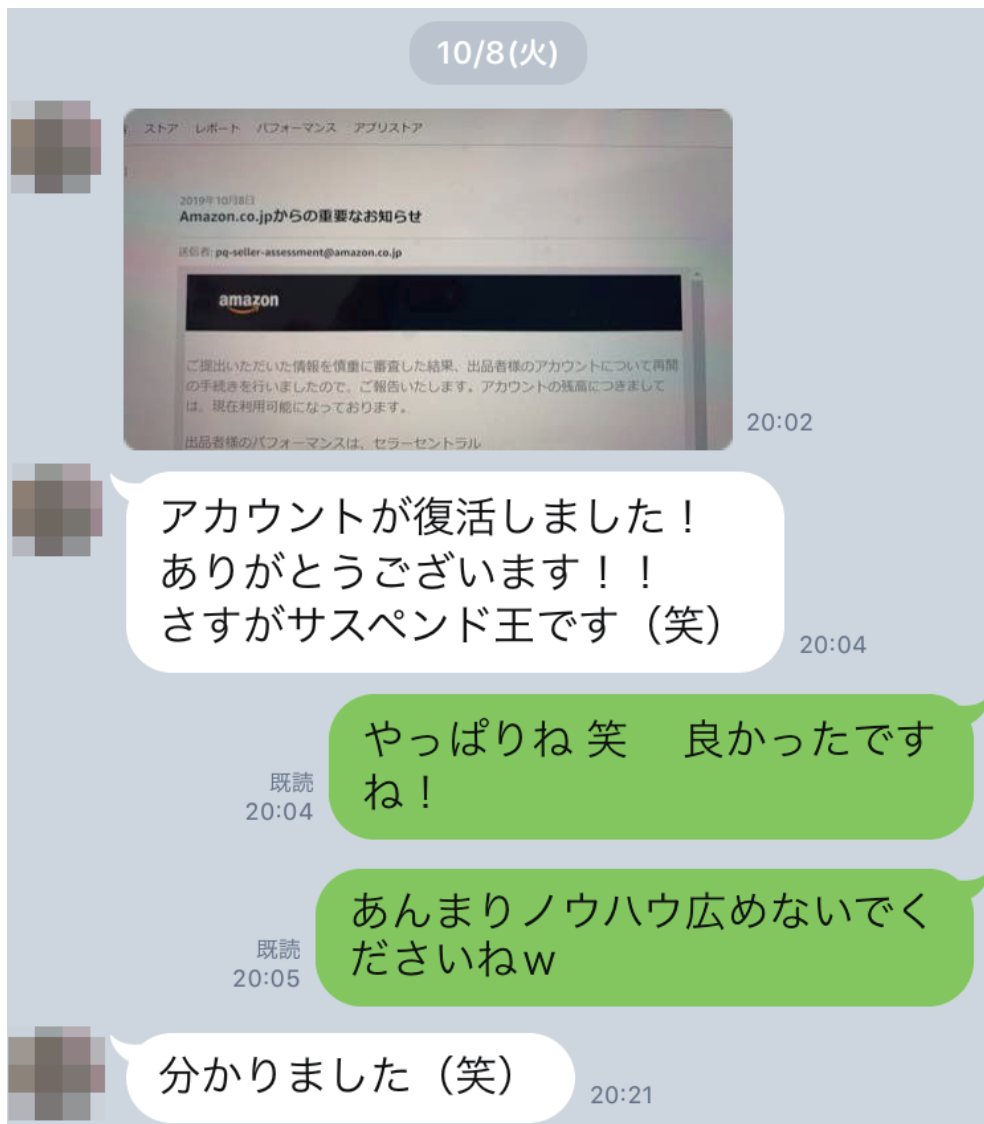 10/8(火)
ストア レポート パフォーマンス アプリストア
2019年10月8日
Amazon.co.jpからの重要なお知らせ
送信者: pq-seller-assessment@amazon.co.jp
amazon
ご提出いただいた情報を慎重に審査した結果、出品者様のアカウントについて再開
の手続きを行いましたので、ご報告いたします。アカウントの残高につきまして
は、現在利用可能になっております。
出品者様のパフォーマンスは、セラーセントラル
20:02
アカウントが復活しました!
ありがとうございます!!
さすがサスペンド王です(笑)
20:04
やっぱりね 笑 良かったです
ね!
既読
20:04
あんまりノウハウ広めないでく
ださいねw
既読
20:05
分かりました(笑)
20:21